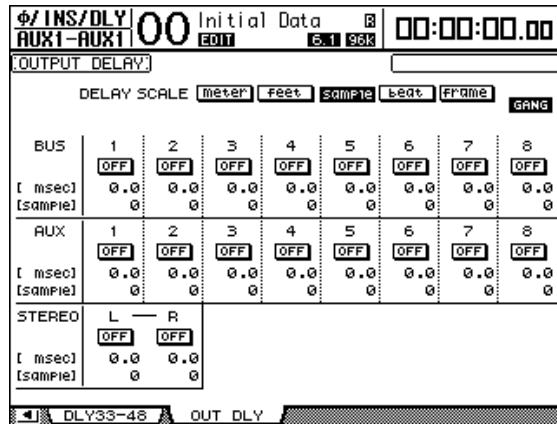 Φ/INS/DLY 00 Initial Data R 00:00:00.00
AUX1-AUX1 EDIT 6.1 96k
OUTPUT DELAY
DELAY SCALE meter feet sample beat frame
GANG
BUS 1 2 3 4 5 6 7 8
OFF OFF OFF OFF OFF OFF OFF OFF
[ msec] 0.0 0.0 0.0 0.0 0.0 0.0 0.0 0.0
[sample] 0 0 0 0 0 0 0 0
AUX 1 2 3 4 5 6 7 8
OFF OFF OFF OFF OFF OFF OFF OFF
[ msec] 0.0 0.0 0.0 0.0 0.0 0.0 0.0 0.0
[sample] 0 0 0 0 0 0 0 0
STEREO L — R
OFF OFF
[ msec] 0.0 0.0
[sample] 0 0
DLY33-48 OUT DLY